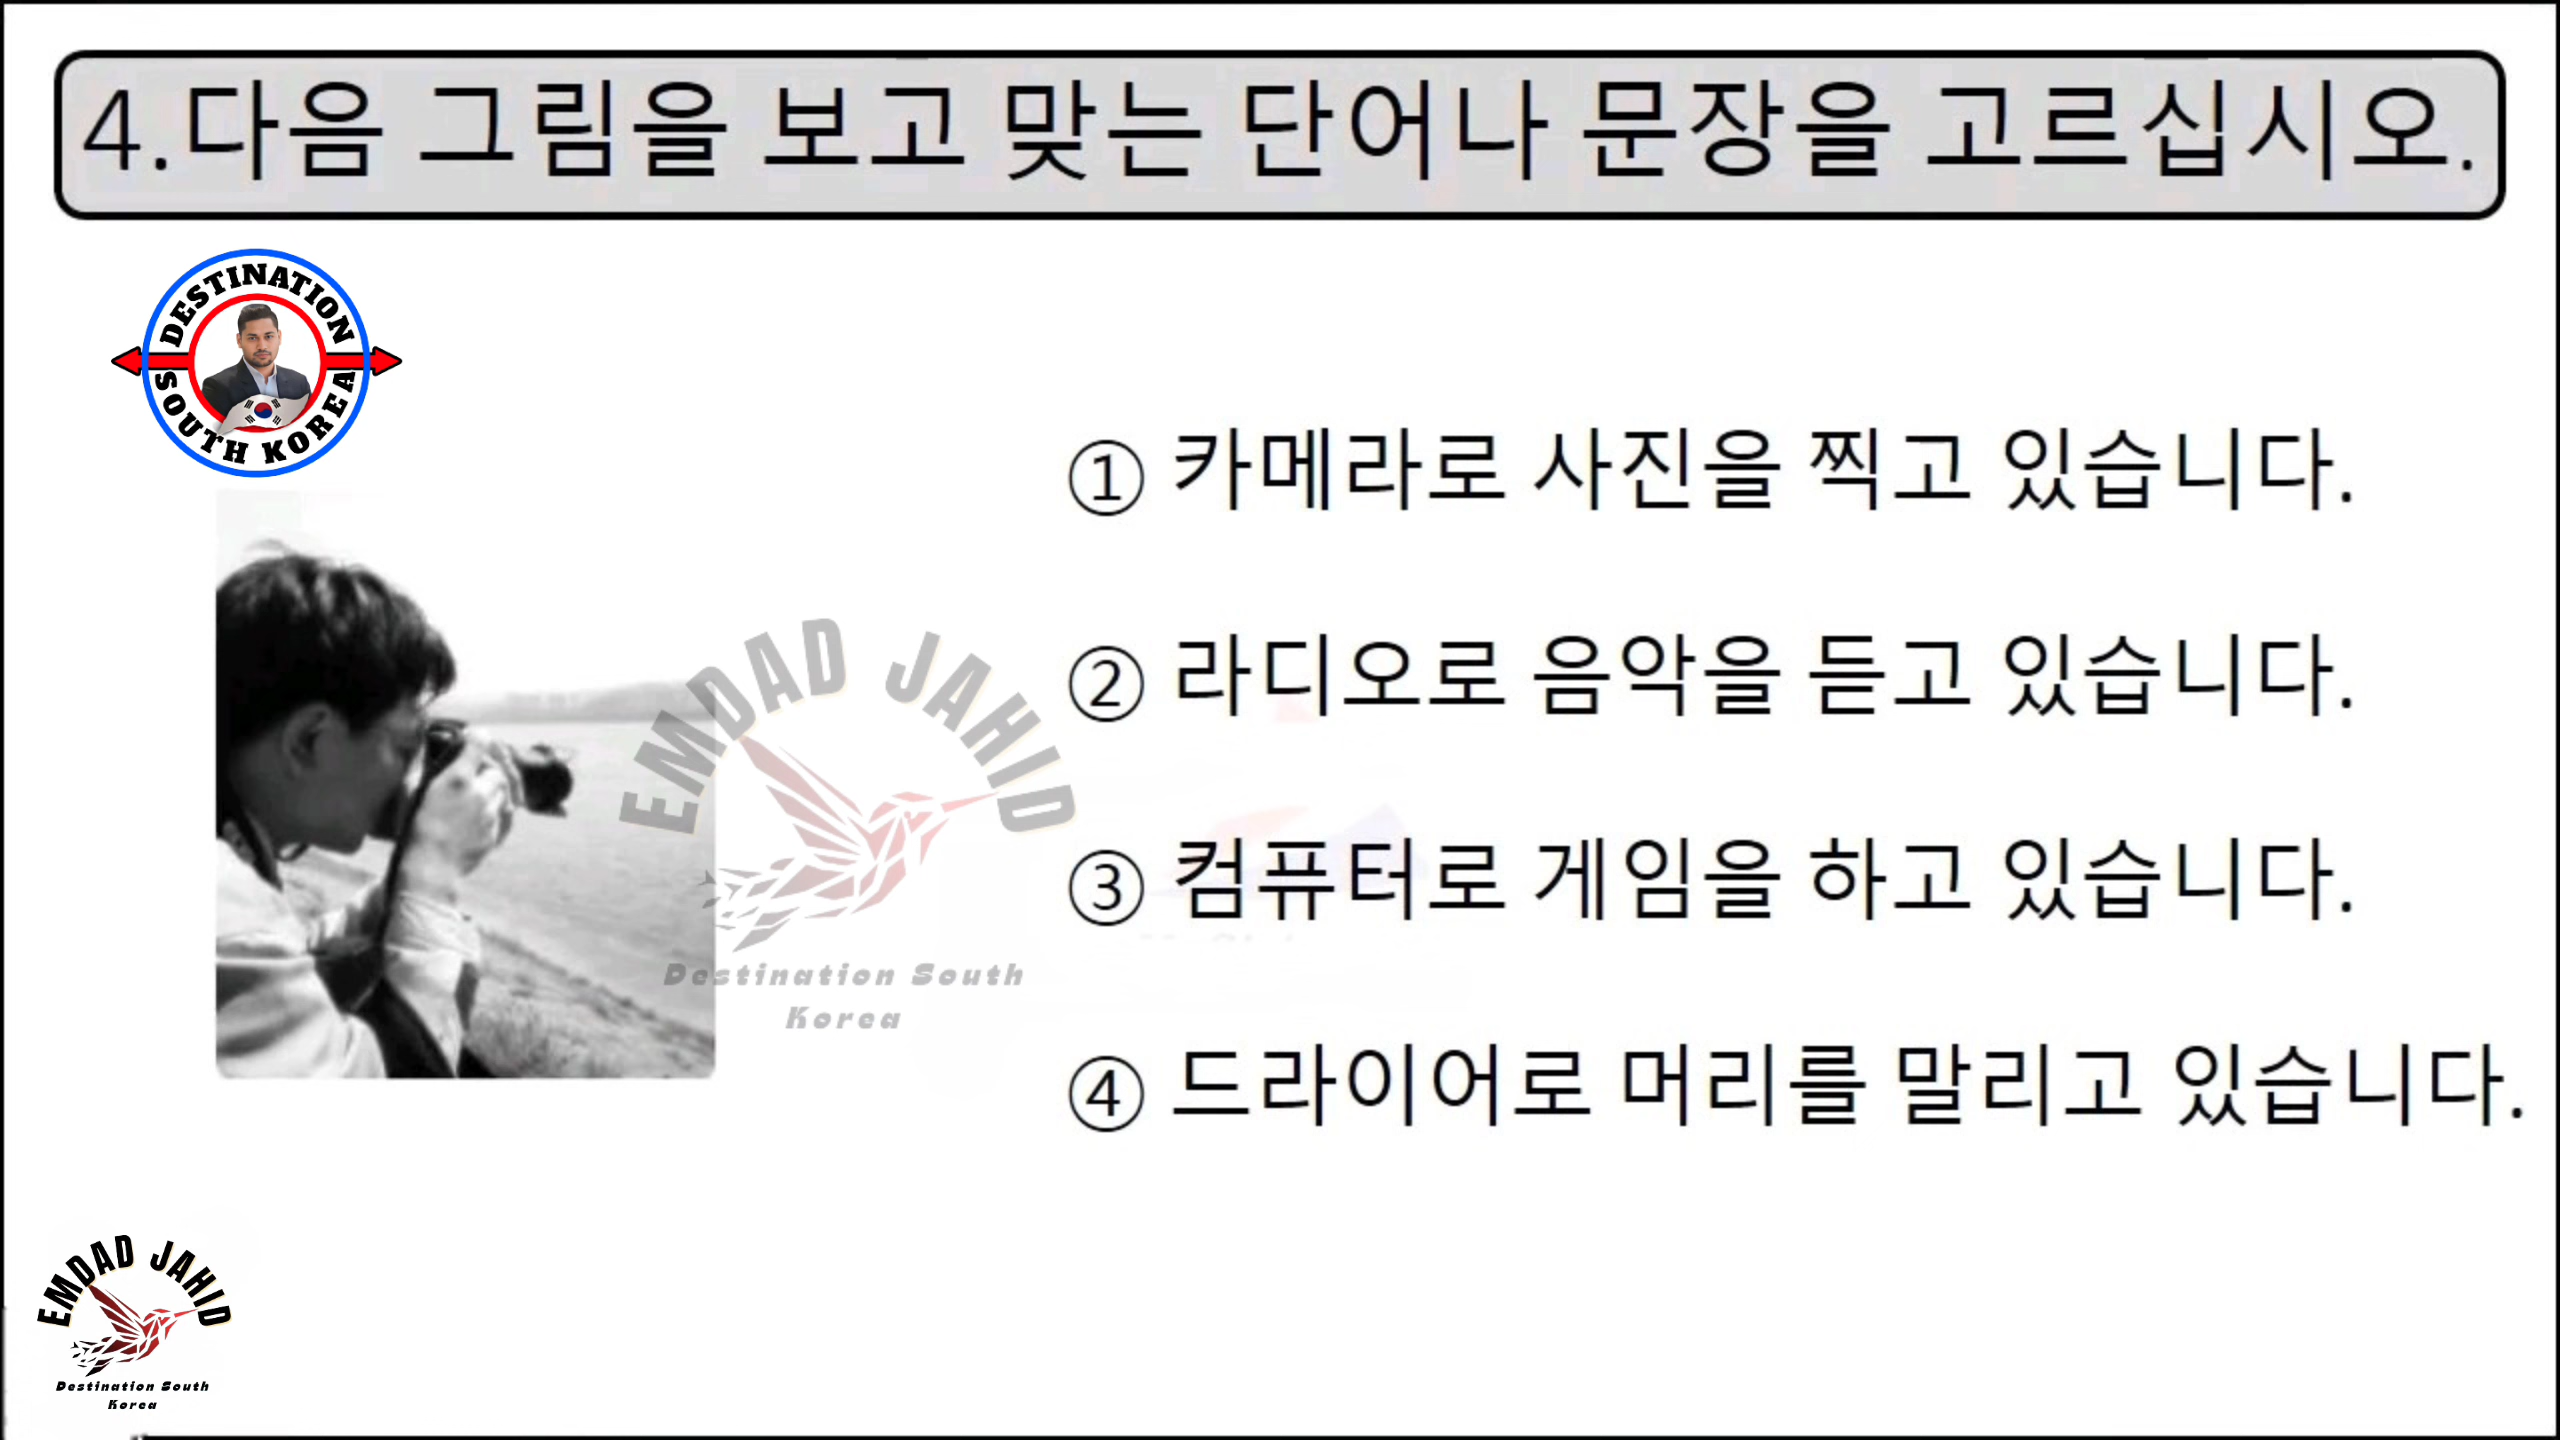 4.다음 그림을 보고 맞는 단어나 문장을 고르십시오.
DESTINATION
SOUTH KOREA
① 카메라로 사진을 찍고 있습니다.
② 라디오로 음악을 듣고 있습니다.
③ 컴퓨터로 게임을 하고 있습니다.
④ 드라이어로 머리를 말리고 있습니다.
EMDAD JAHID
Destination South
Korea
EMDAD JAHID
Destination South
Korea